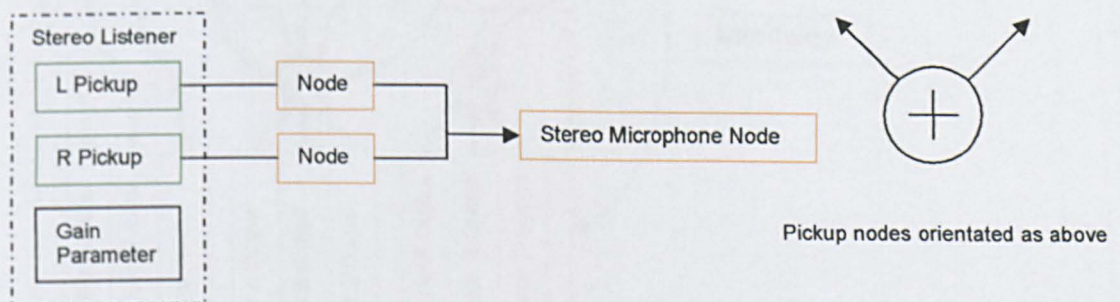 Stereo Listener
L Pickup
Node
R Pickup
Node
Stereo Microphone Node
Gain
Parameter
Pickup nodes orientated as above